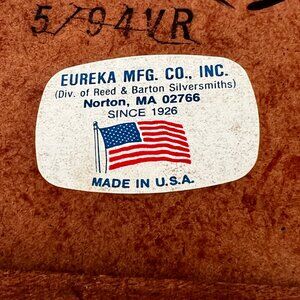 5/94VR
EUREKA MFG. CO., INC.
(Div. of Reed & Barton Silversmiths)
Norton, MA 02766
SINCE 1926
MADE IN U.S.A.